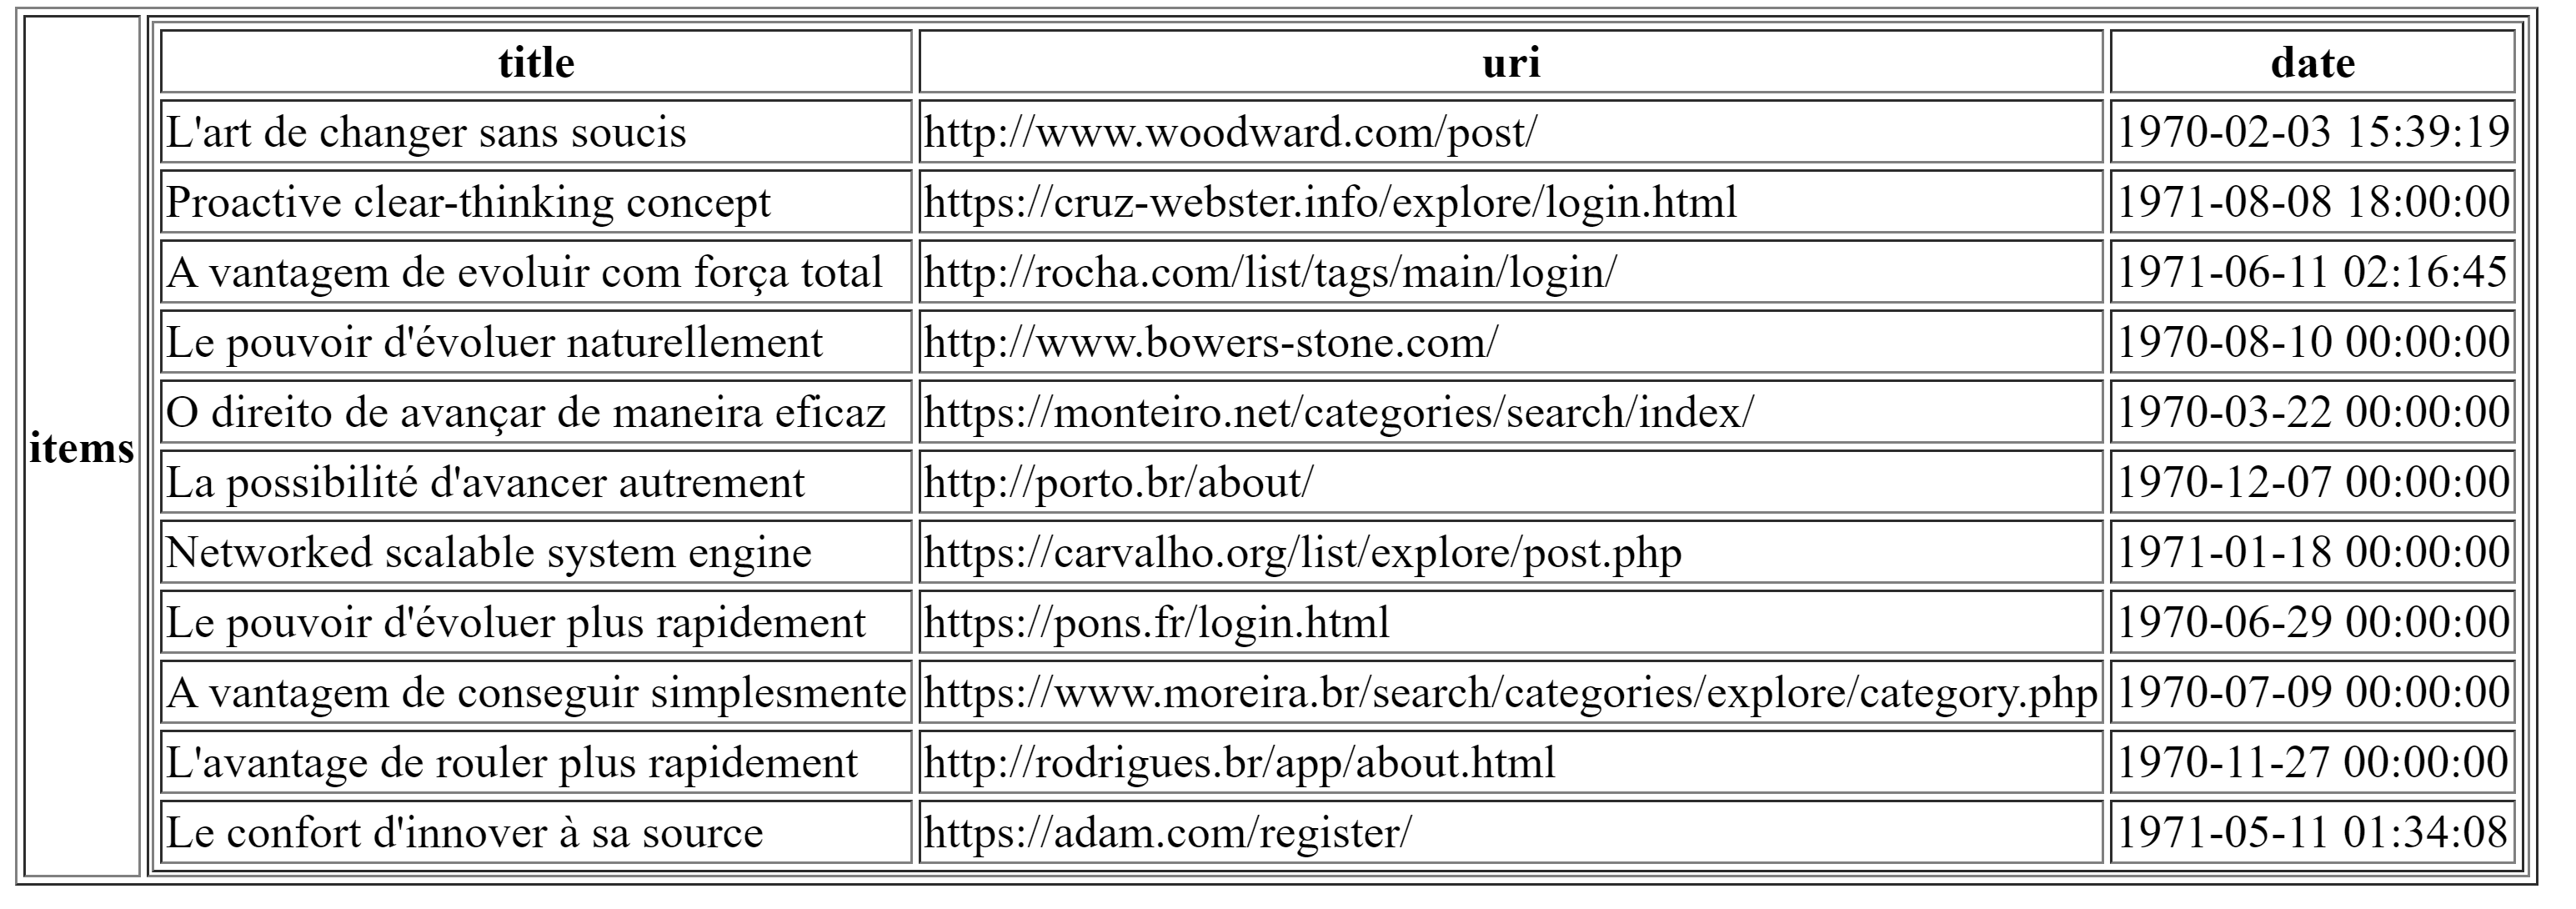 title uri date
L'art de changer sans soucis http://www.woodward.com/post/ 1970-02-03 15:39:19
Proactive clear-thinking concept https://cruz-webster.info/explore/login.html 1971-08-08 18:00:00
A vantagem de evoluir com força total http://rocha.com/list/tags/main/login/ 1971-06-11 02:16:45
Le pouvoir d'évoluer naturellement http://www.bowers-stone.com/ 1970-08-10 00:00:00
O direito de avançar de maneira eficaz https://monteiro.net/categories/search/index/ 1970-03-22 00:00:00
items
La possibilité d'avancer autrement http://porto.br/about/ 1970-12-07 00:00:00
Networked scalable system engine https://carvalho.org/list/explore/post.php 1971-01-18 00:00:00
Le pouvoir d'évoluer plus rapidement https://pons.fr/login.html 1970-06-29 00:00:00
A vantagem de conseguir simplesmente https://www.moreira.br/search/categories/explore/category.php 1970-07-09 00:00:00
L'avantage de rouler plus rapidement http://rodrigues.br/app/about.html 1970-11-27 00:00:00
Le confort d'innover à sa source https://adam.com/register/ 1971-05-11 01:34:08